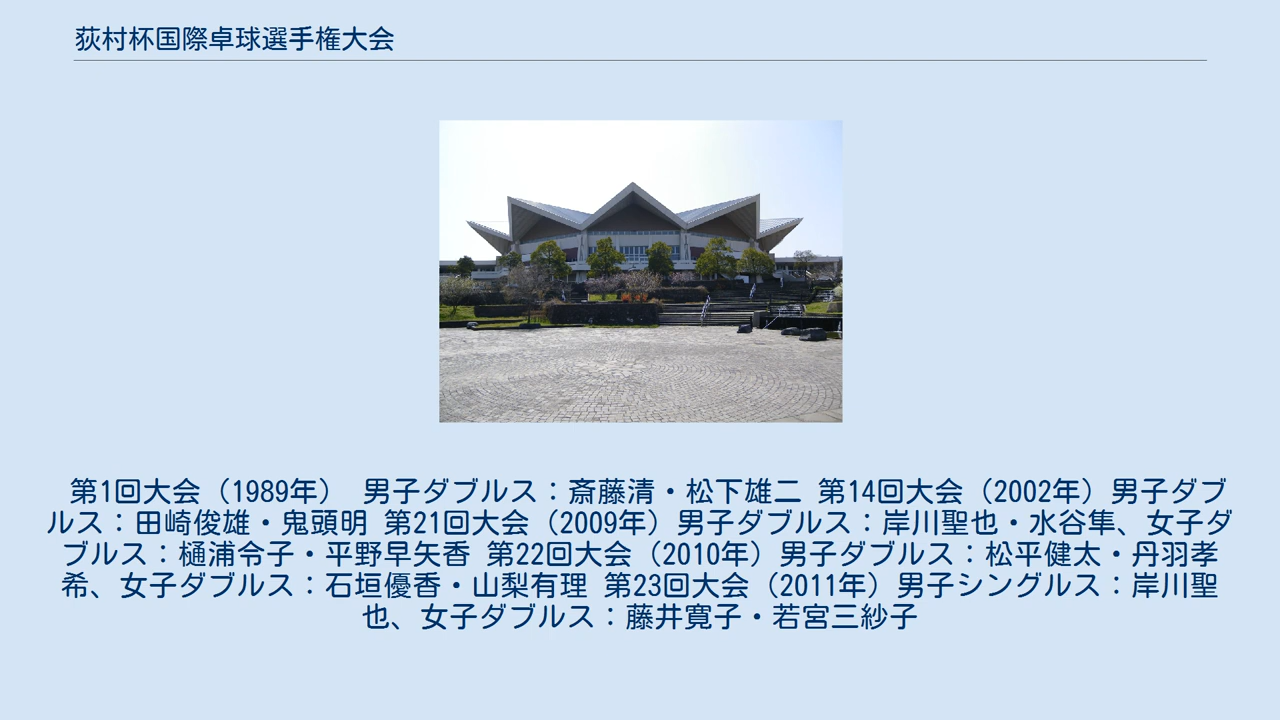 荻村杯国際卓球選手権大会
第1回大会（1989年） 男子ダブルス：斎藤清・松下雄二 第14回大会（2002年）男子ダブ
ルス：田崎俊雄・鬼頭明 第21回大会（2009年）男子ダブルス：岸川聖也・水谷隼、女子ダ
ブルス：樋浦令子・平野早矢香 第22回大会（2010年）男子ダブルス：松平健太・丹羽孝
希、女子ダブルス：石垣優香・山梨有理 第23回大会（2011年）男子シングルス：岸川聖
也、女子ダブルス：藤井寛子・若宮三紗子